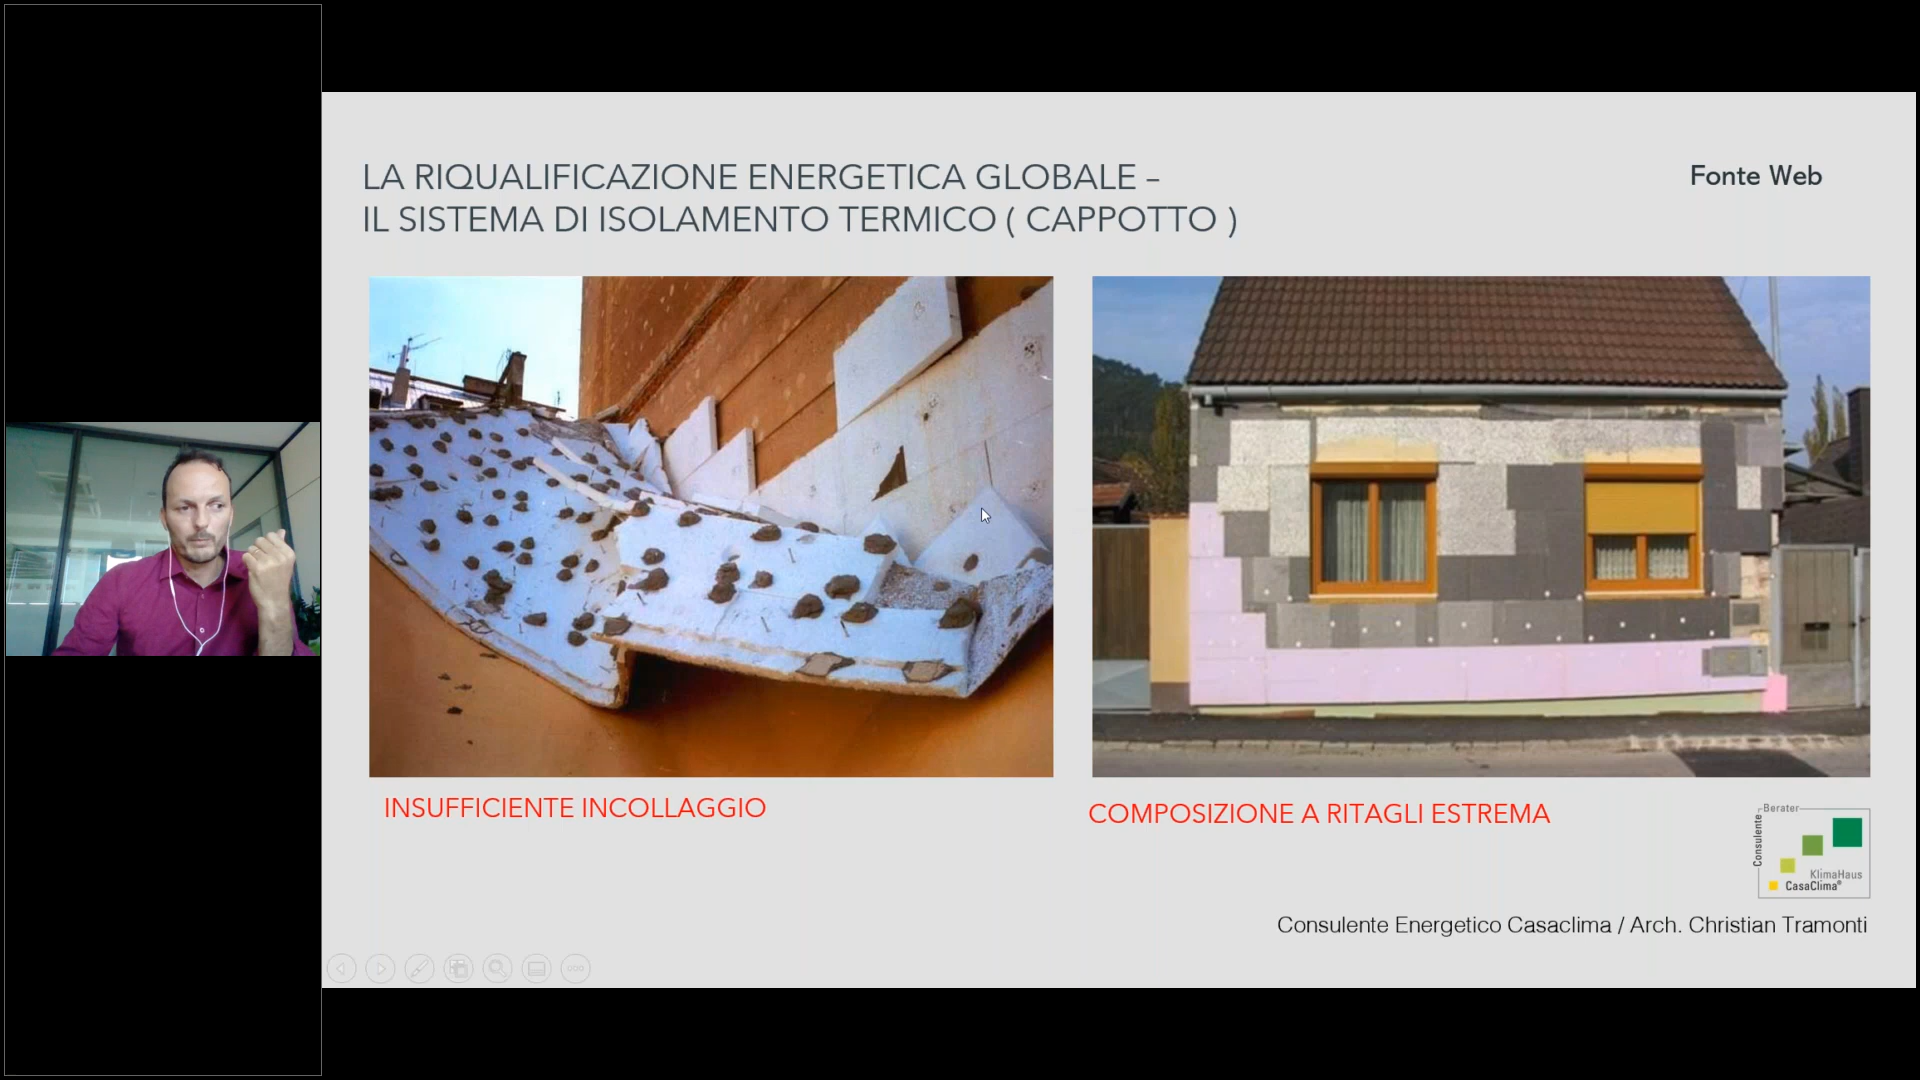 LA RIQUALIFICAZIONE ENERGETICA GLOBALE –
IL SISTEMA DI ISOLAMENTO TERMICO ( CAPPOTTO )
Fonte Web
INSUFFICIENTE INCOLLAGGIO
COMPOSIZIONE A RITAGLI ESTREMA
Berater
Consulente
KlimaHaus
CasaClima®
Consulente Energetico Casaclima / Arch. Christian Tramonti